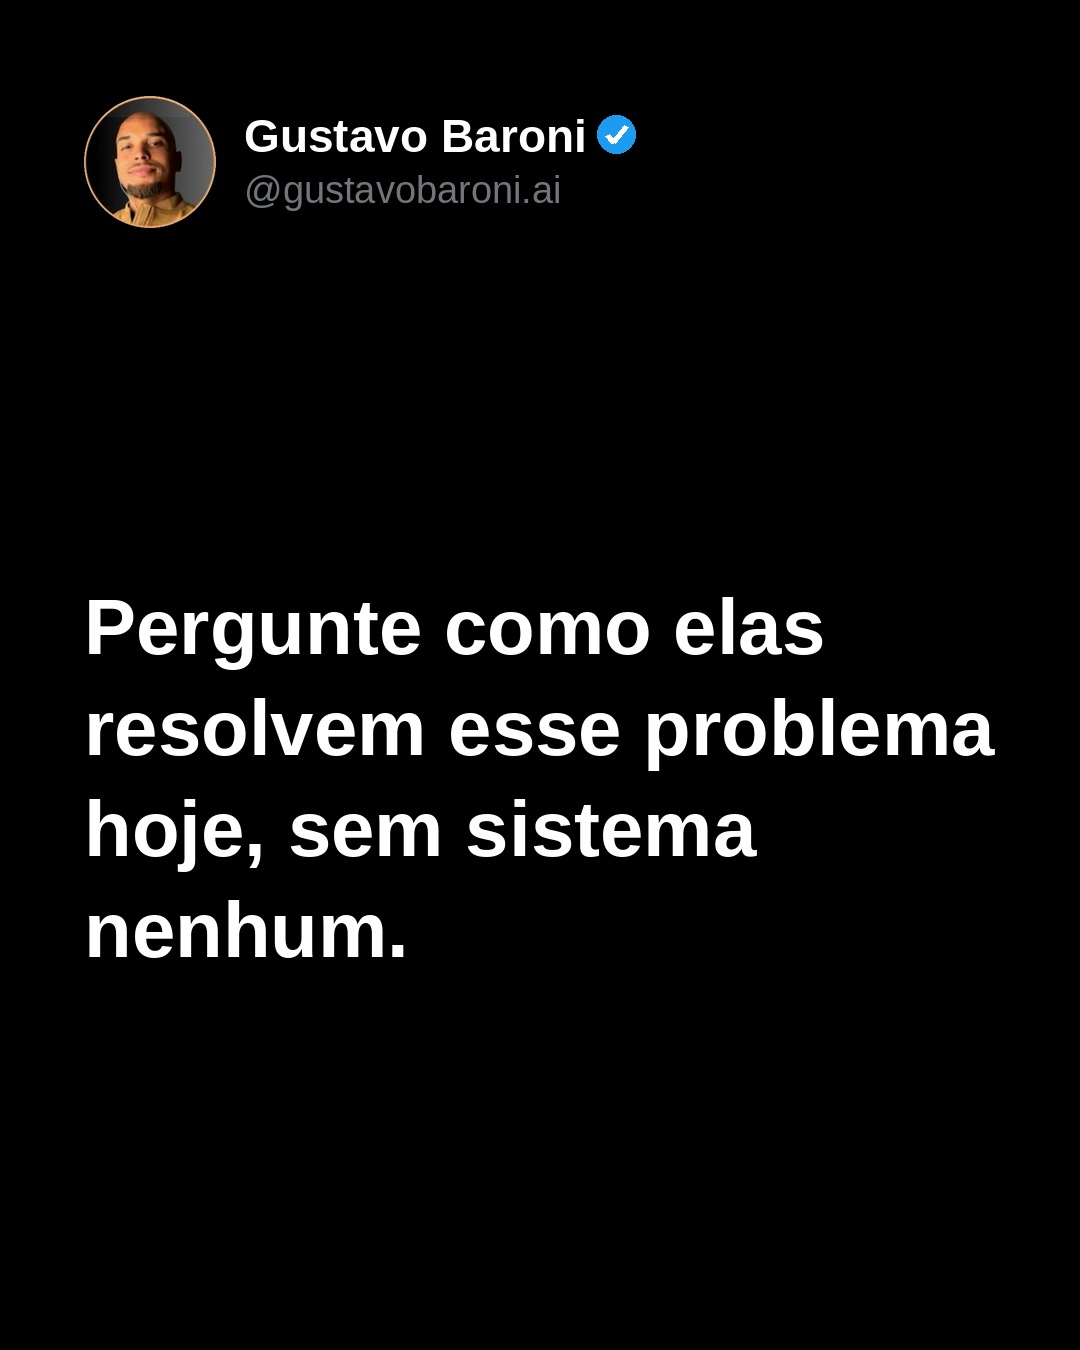 Gustavo Baroni
@gustavobaroni.ai
Pergunte como elas
resolvem esse problema
hoje, sem sistema
nenhum.